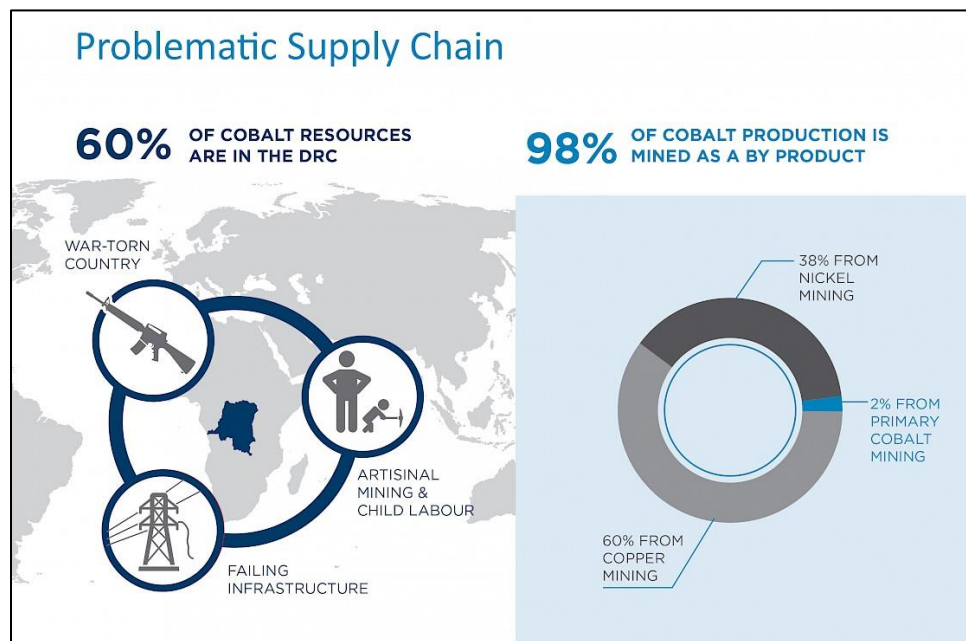 Problematic Supply Chain
60% OF COBALT RESOURCES
ARE IN THE DRC
WAR-TORN
COUNTRY
ARTISINAL
MINING &
CHILD LABOUR
FAILING
INFRASTRUCTURE
98% OF COBALT PRODUCTION IS
MINED AS A BY PRODUCT
38% FROM
NICKEL
MINING
2% FROM
PRIMARY
COBALT
MINING
60% FROM
COPPER
MINING